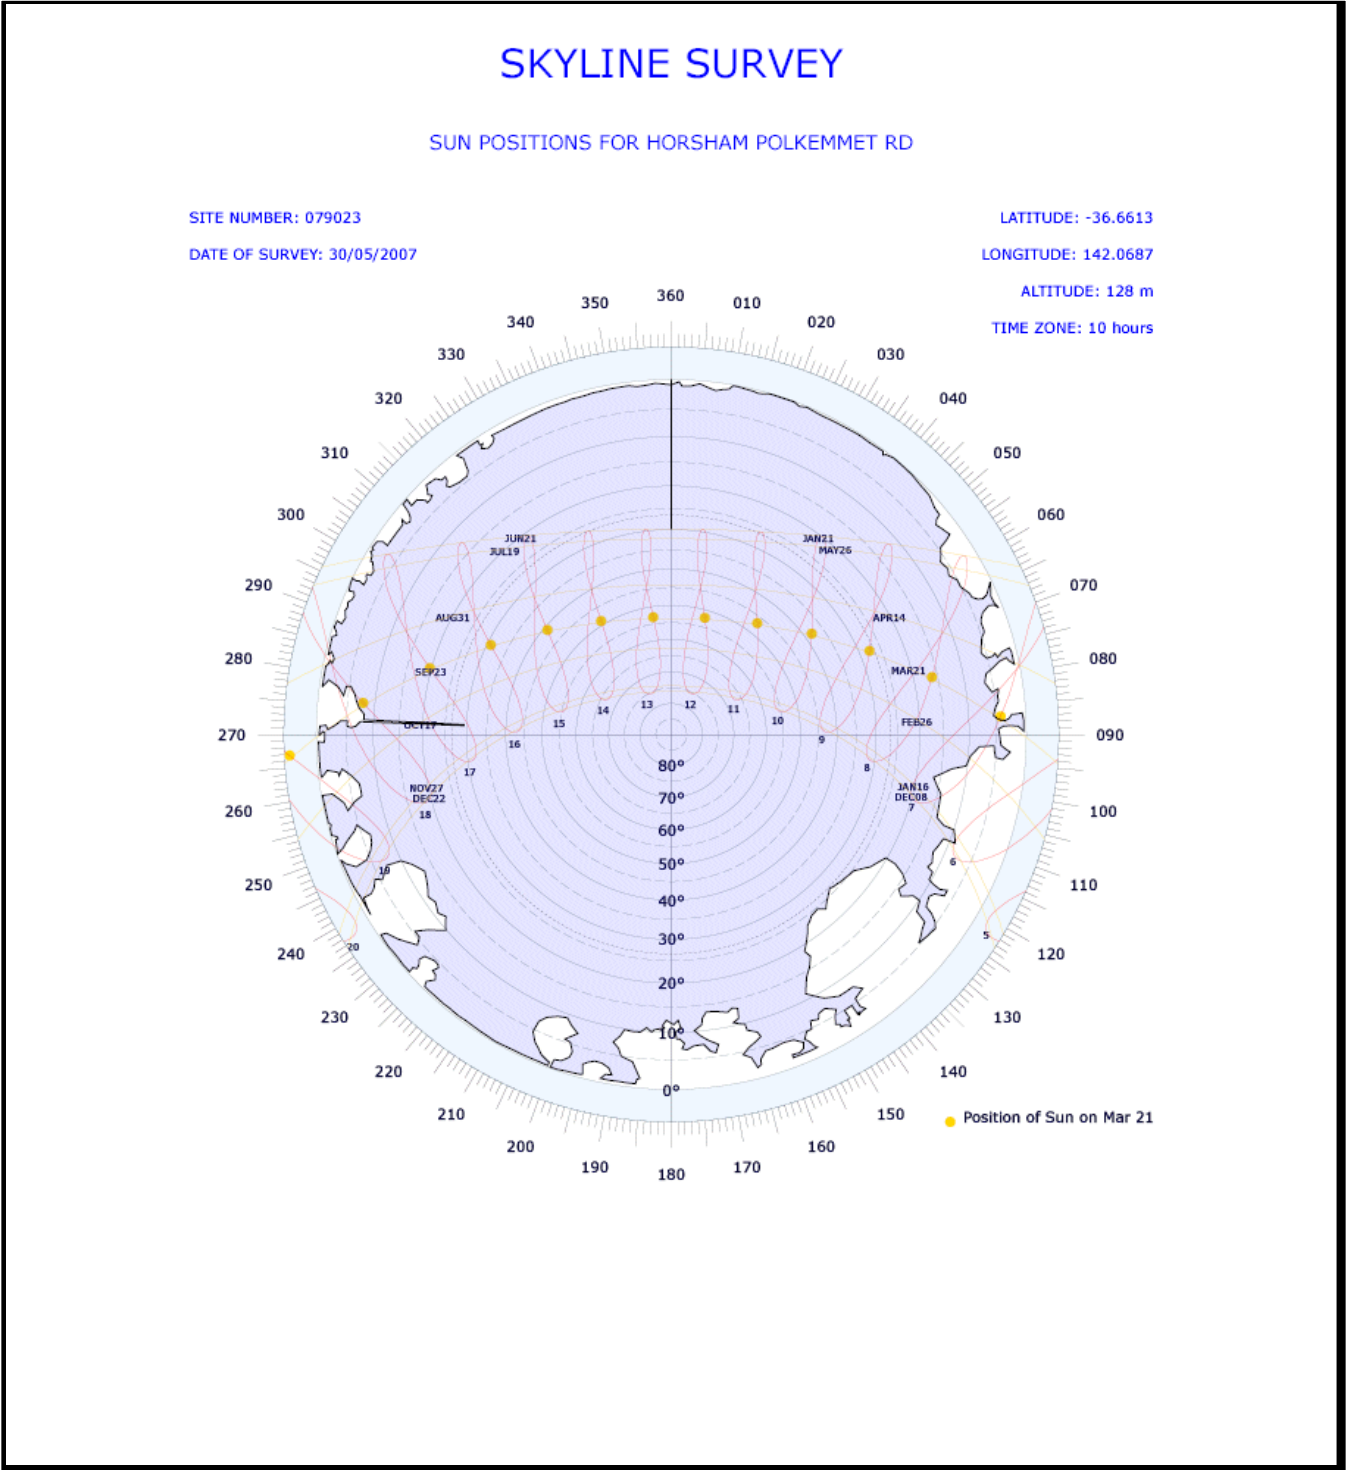 SKYLINE SURVEY
SUN POSITIONS FOR HORSHAM POLKEMMET RD
SITE NUMBER: 079023
LATITUDE: -36.6613
DATE OF SURVEY: 30/05/2007
LONGITUDE: 142.0687
ALTITUDE: 128 m
TIME ZONE: 10 hours
360
350
010
340
020
330
030
320
040
310
050
300
060
290
070
280
080
270
090
260
100
250
110
240
120
230
130
220
140
210
150
200
160
190
170
180
JUN21
JAN21
JUL19
MAY26
AUG31
APR14
SEP23
MAR21
OCT17
FEB26
NOV27
JAN16
DEC22
DEC08
20
19
18
17
16
15
14
13
12
11
10
9
8
7
6
5
80°
70°
60°
50°
40°
30°
20°
10°
0°
Position of Sun on Mar 21